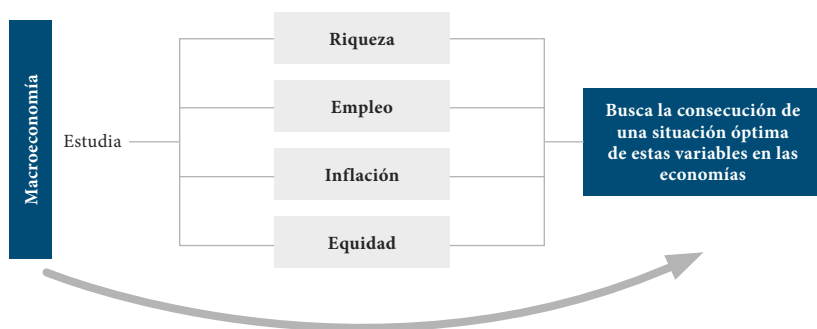 Macroeconomía
Estudia
Riqueza
Empleo
Inflación
Equidad
Busca la consecución de
una situación óptima
de estas variables en las
economías